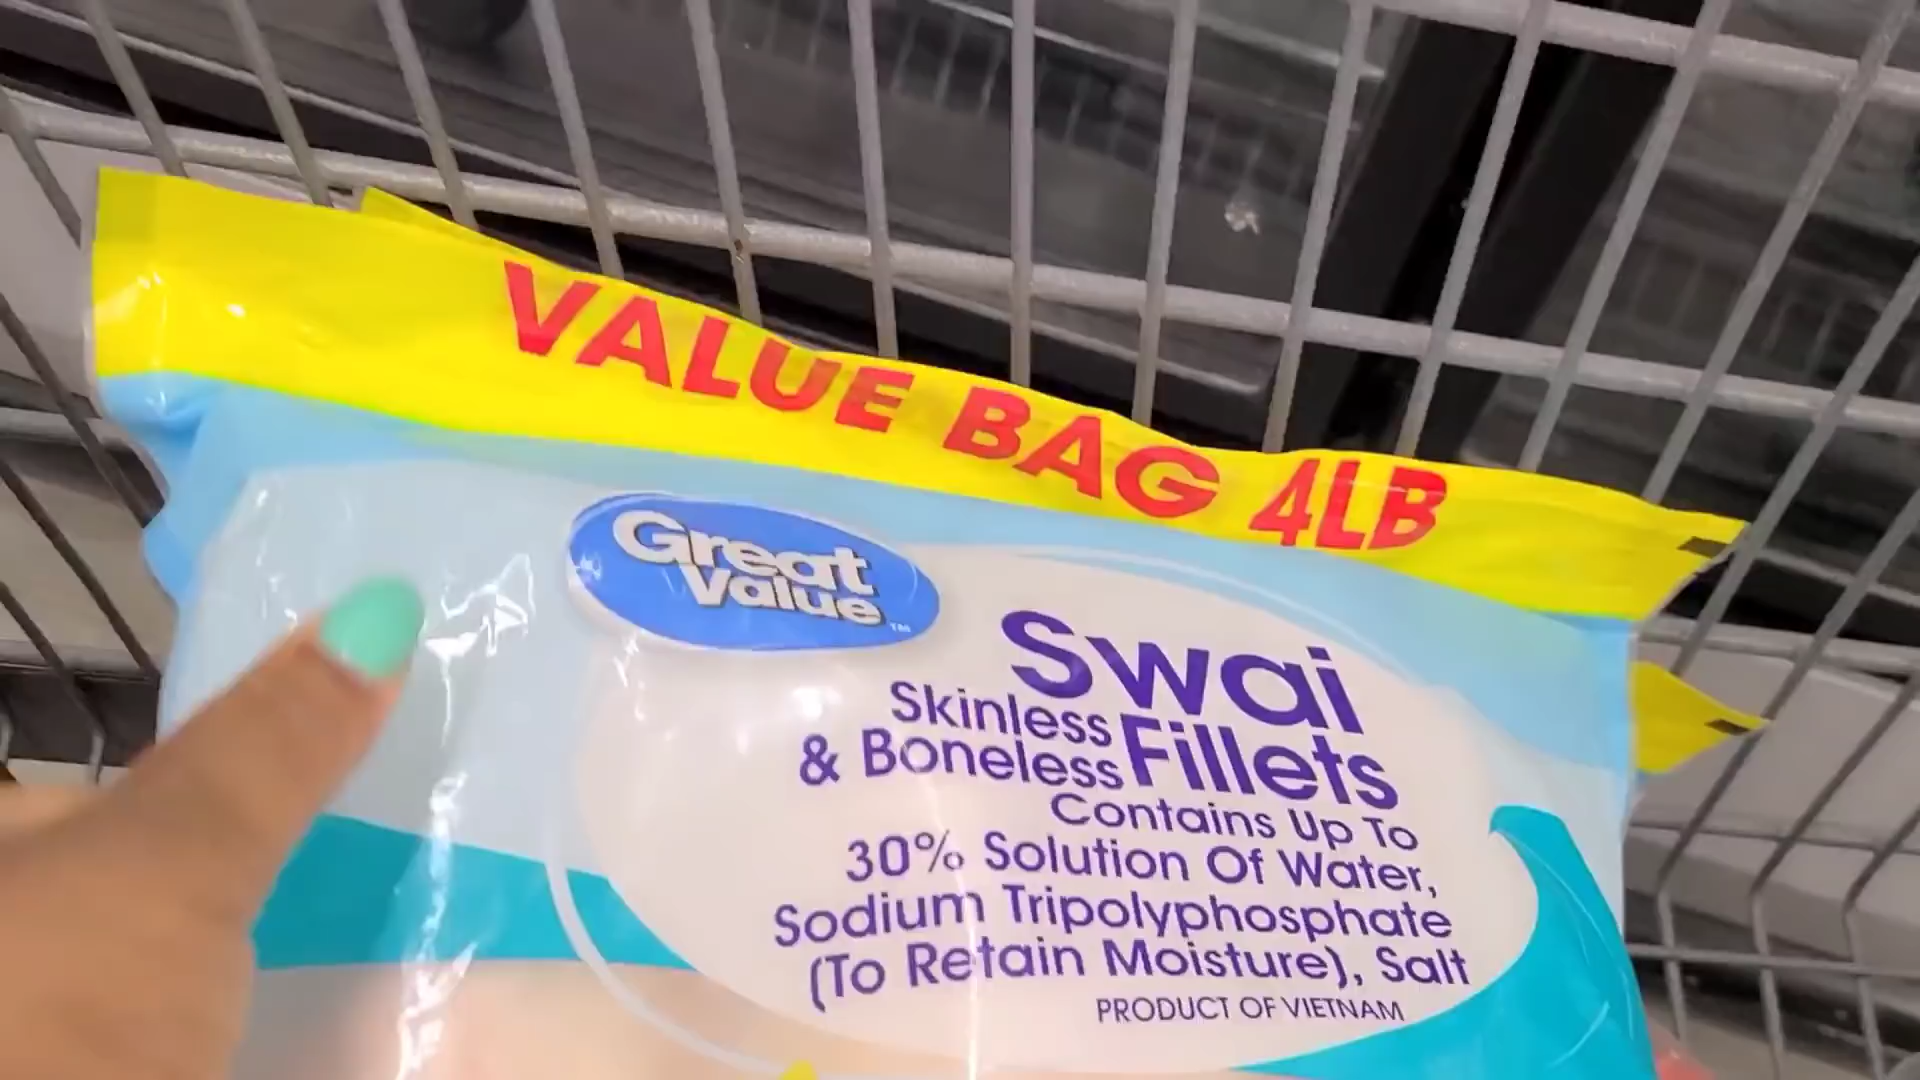 VALUE BAG 4LB
Great
Value™
Swai
Skinless
& Boneless Fillets
Contains Up To
30% Solution Of Water,
Sodium Tripolyphosphate
(To Retain Moisture), Salt
PRODUCT OF VIETNAM